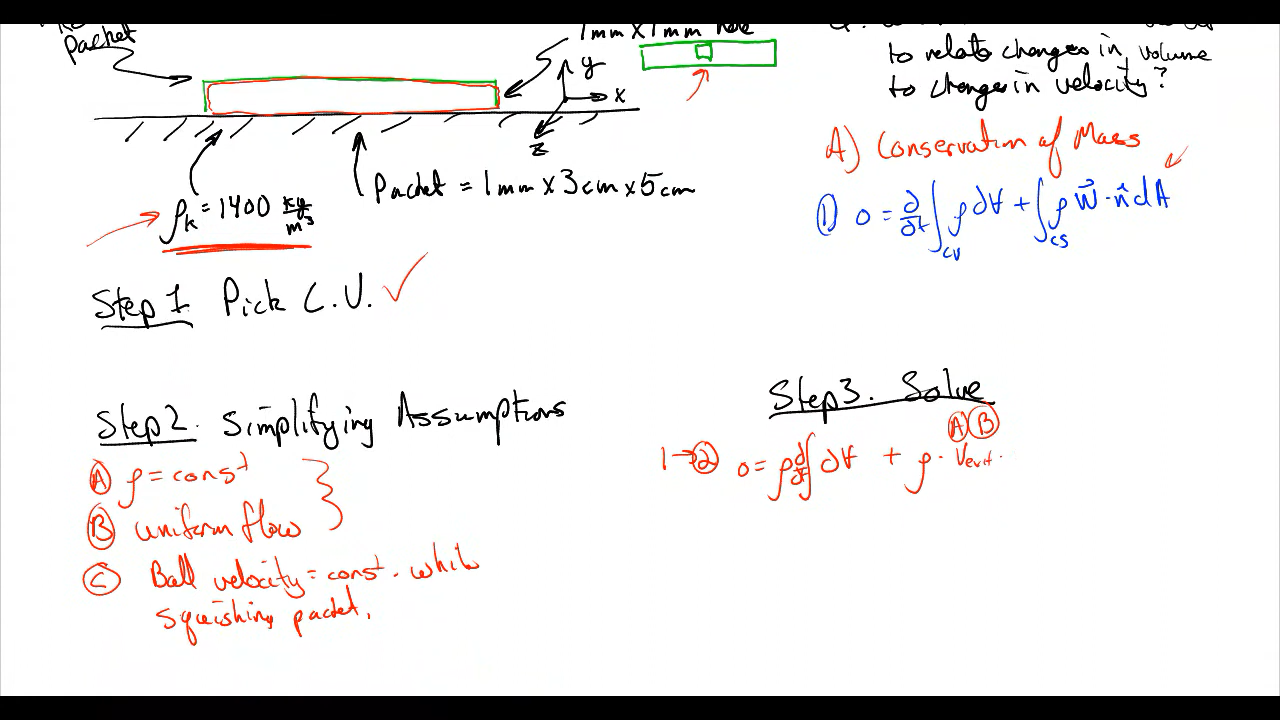 Packet
1mm x 1mm hole
y
x
z
to relate changes in volume
to changes in velocity?
A) Conservation of Mass
Packet = 1mm x 3cm x 5cm
ρk = 1400 kg/m³
1) 0 = ∂/∂t ∫CV ρ dV + ∫CS ρ W⃗ · n̂ dA
Step 1. Pick C.V. ✓
Step 2. Simplifying Assumptions
Step 3. Solve
A B
A ρ = const
1 → 2 0 = ρ d/dt ∫ dV + ρ · Vexit ·
B uniform flow
C Ball velocity = const. while
squishing packet.